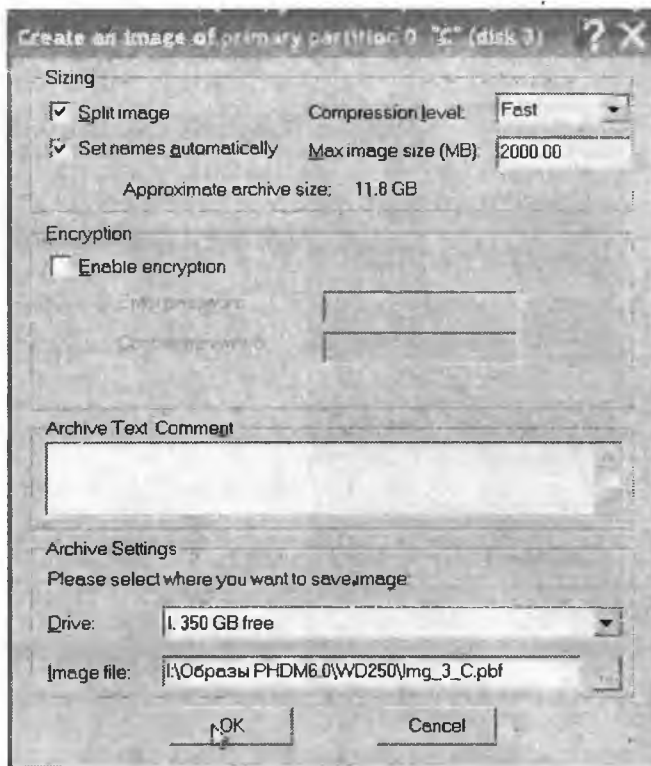 Create an image of primary partition 0 "C" (disk 3) ? X
Sizing
Split image
Compression level:
Fast
Set names automatically
Max image size (MB):
2000.00
Approximate archive size: 11.8 GB
Encryption
Enable encryption
Enter password
Archive Text Comment
Archive Settings
Please select where you want to save image
Drive:
I. 350 GB free
Image file:
I:\Образы PHDM6.0\WD250\Img_3_C.pbf
...
OK
Cancel